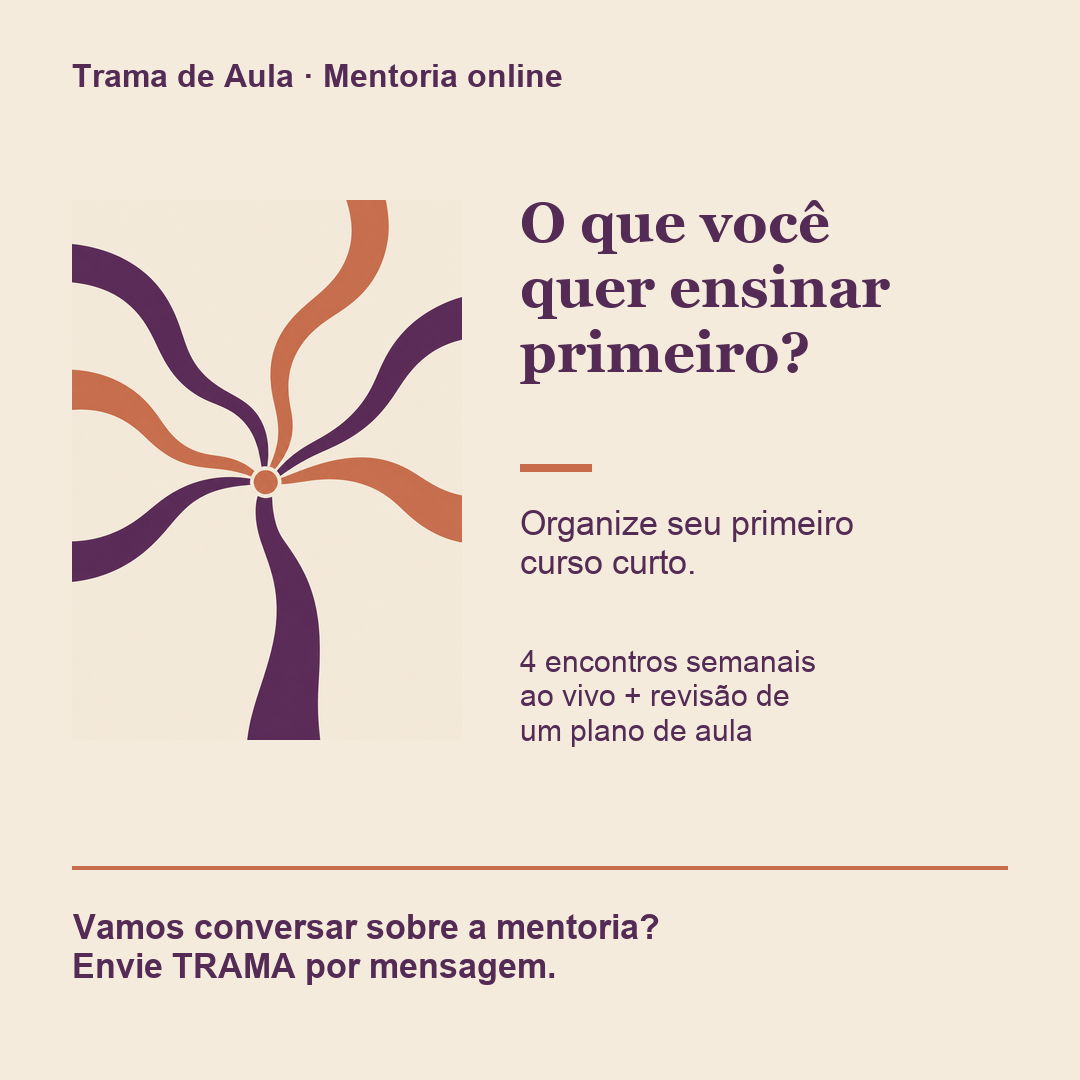 Trama de Aula · Mentoria online
O que você
quer ensinar
primeiro?
Organize seu primeiro
curso curto.
4 encontros semanais
ao vivo + revisão de
um plano de aula
Vamos conversar sobre a mentoria?
Envie TRAMA por mensagem.